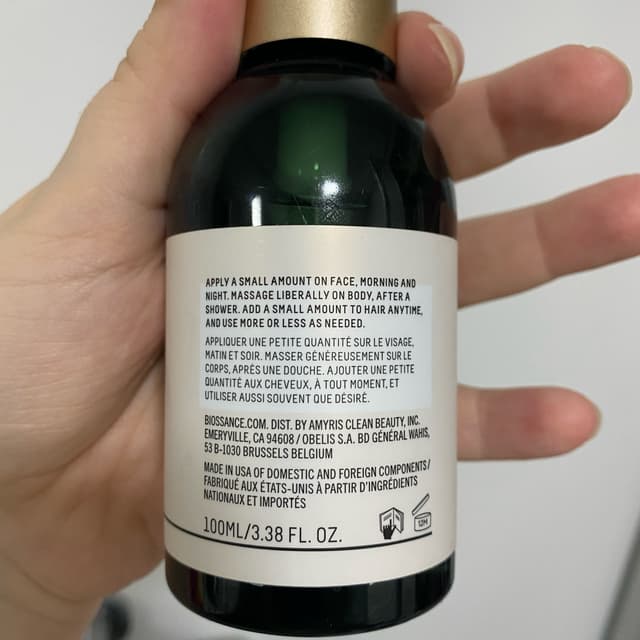 APPLY A SMALL AMOUNT ON FACE, MORNING AND
NIGHT. MASSAGE LIBERALLY ON BODY, AFTER A
SHOWER. ADD A SMALL AMOUNT TO HAIR ANYTIME,
AND USE MORE OR LESS AS NEEDED.
APPLIQUER UNE PETITE QUANTITÉ SUR LE VISAGE,
MATIN ET SOIR. MASSER GÉNÉREUSEMENT SUR LE
CORPS, APRÈS UNE DOUCHE. AJOUTER UNE PETITE
QUANTITÉ AUX CHEVEUX, À TOUT MOMENT, ET
UTILISER AUSSI SOUVENT QUE DÉSIRÉ.
BIOSSANCE.COM. DIST. BY AMYRIS CLEAN BEAUTY, INC.
EMERYVILLE, CA 94608 / OBELIS S.A. BD GÉNÉRAL WAHIS,
53 B-1030 BRUSSELS BELGIUM
MADE IN USA OF DOMESTIC AND FOREIGN COMPONENTS /
FABRIQUÉ AUX ÉTATS-UNIS À PARTIR D'INGRÉDIENTS
NATIONAUX ET IMPORTÉS
100ML/3.38 FL. OZ.
12M